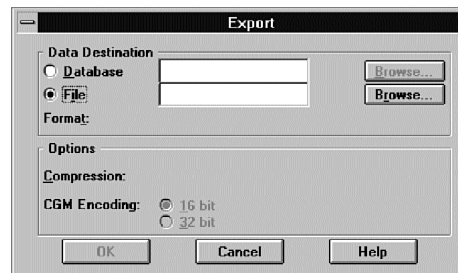 Export
Data Destination
Database Browse...
File Browse...
Format:
Options
Compression:
CGM Encoding: 16 bit
32 bit
OK Cancel Help